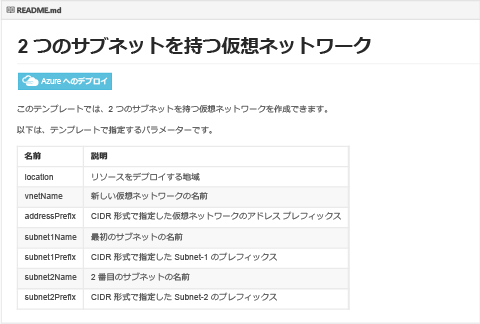 README.md
2 つのサブネットを持つ仮想ネットワーク
Azure へのデプロイ
このテンプレートでは、2 つのサブネットを持つ仮想ネットワークを作成できます。
以下は、テンプレートで指定するパラメーターです。
名前 説明
location リソースをデプロイする地域
vnetName 新しい仮想ネットワークの名前
addressPrefix CIDR 形式で指定した仮想ネットワークのアドレス プレフィックス
subnet1Name 最初のサブネットの名前
subnet1Prefix CIDR 形式で指定した Subnet-1 のプレフィックス
subnet2Name 2 番目のサブネットの名前
subnet2Prefix CIDR 形式で指定した Subnet-2 のプレフィックス